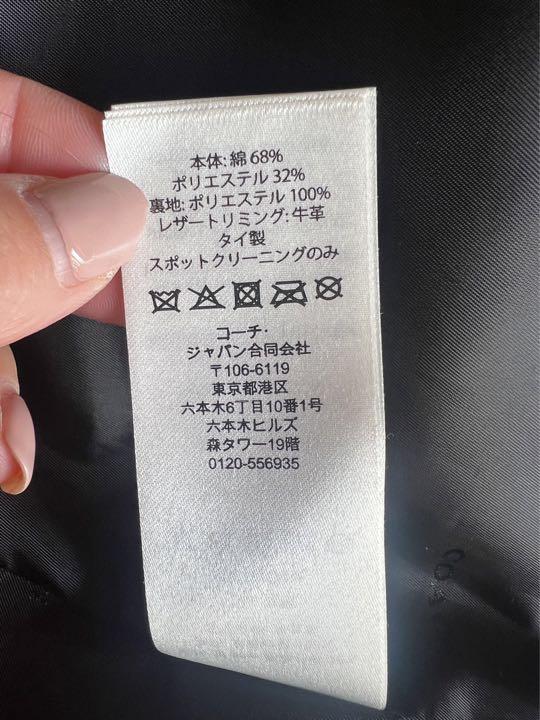 本体: 綿 68%
ポリエステル 32%
裏地: ポリエステル 100%
レザートリミング: 牛革
タイ製
スポットクリーニングのみ
コーチ・
ジャパン合同会社
〒106-6119
東京都港区
六本木6丁目10番1号
六本木ヒルズ
森タワー19階
0120-556935